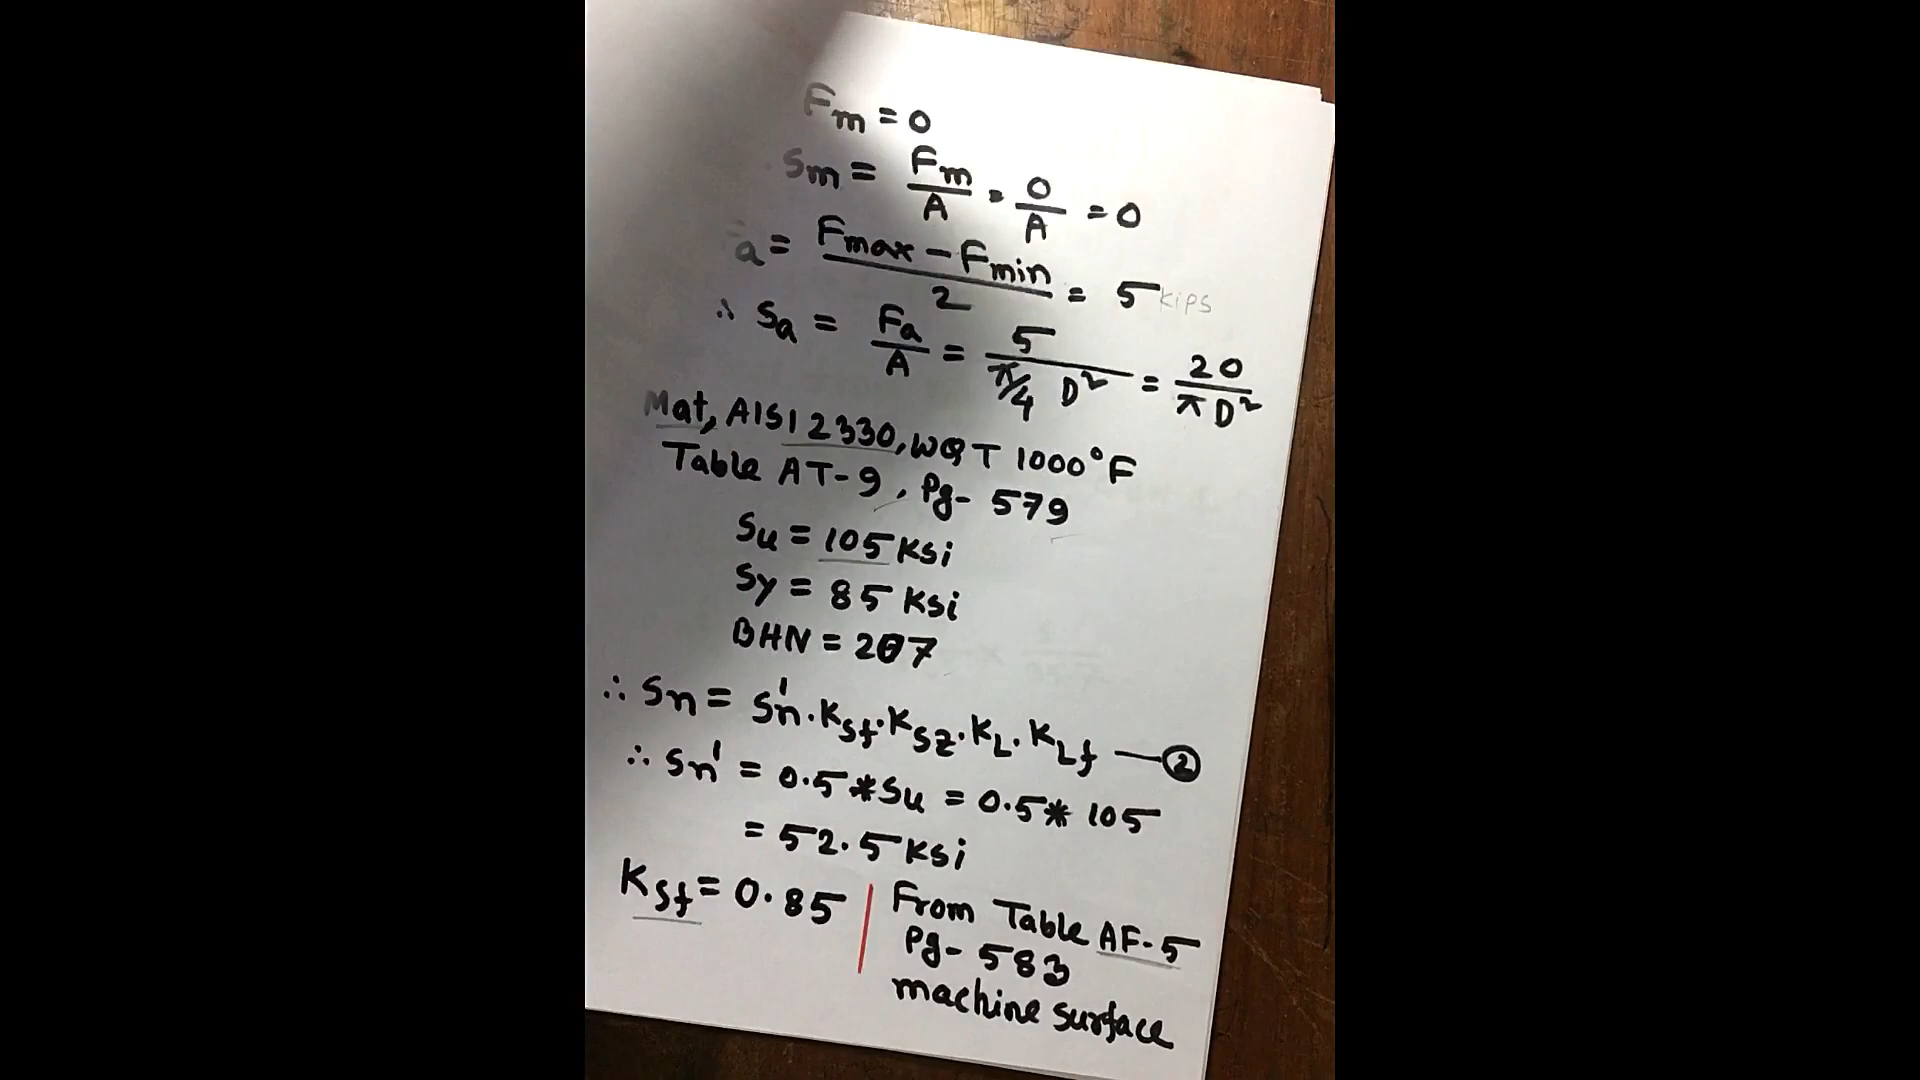 Fm = 0
Sm = Fm/A = 0/A = 0
Fa = (Fmax - Fmin)/2 = 5 kips
∴ Sa = Fa/A = 5/(π/4 D²) = 20/(πD²)
Mat, AISI 2330, WQT 1000°F
Table AT-9, Pg- 579
Su = 105 Ksi
Sy = 85 Ksi
BHN = 207
∴ Sn = Sn'.Ksf.Ksz.KL.KLf — ②
∴ Sn' = 0.5*Su = 0.5* 105
= 52.5 Ksi
Ksf = 0.85 | From Table AF-5
Pg- 583
machine surface